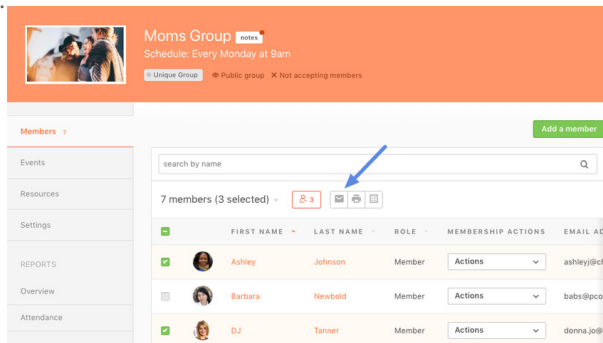 Moms Group notes
Schedule: Every Monday at 9am
Unique Group Public group Not accepting members
Members 7
Add a member
Events
search by name
Resources
7 members (3 selected) 3
Settings
FIRST NAME LAST NAME ROLE MEMBERSHIP ACTIONS EMAIL AD
REPORTS
Ashley Johnson Member Actions ashleyj@c
Overview
Barbara Newbold Member Actions babs@pco
Attendance
DJ Tanner Member Actions donna.jo@